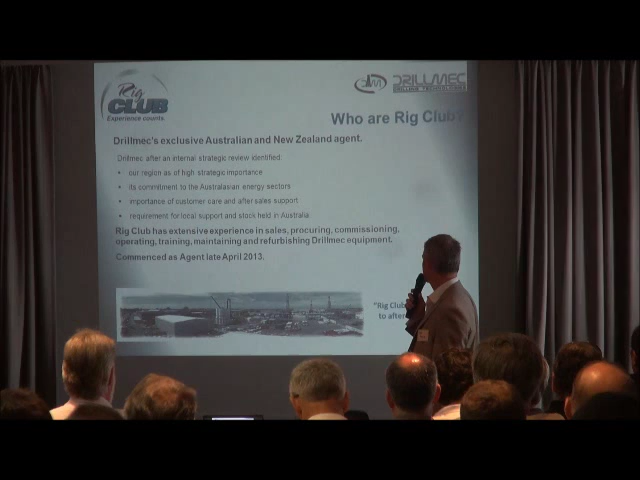 Rig
CLUB
Experience counts
DRILLMEC
DRILLING TECHNOLOGIES
Who are Rig Club?
Drillmec's exclusive Australian and New Zealand agent.
Drillmec after an internal strategic review identified:
• our region as of high strategic importance
• its commitment to the Australasian energy sectors
• importance of customer care and after sales support
• requirement for local support and stock held in Australia.
Rig Club has extensive experience in sales, procuring, commissioning,
operating, training, maintaining and refurbishing Drillmec equipment.
Commenced as Agent late April 2013.
"Rig Club
to after